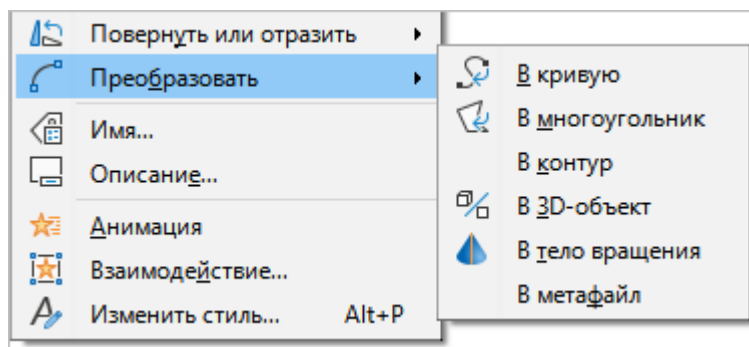 Повернуть или отразить
Преобразовать
Имя...
Описание...
Анимация
Взаимодействие...
Изменить стиль... Alt+P
В кривую
В многоугольник
В контур
В 3D-объект
В тело вращения
В метафайл